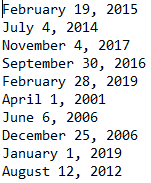 February 19, 2015
July 4, 2014
November 4, 2017
September 30, 2016
February 28, 2019
April 1, 2001
June 6, 2006
December 25, 2006
January 1, 2019
August 12, 2012